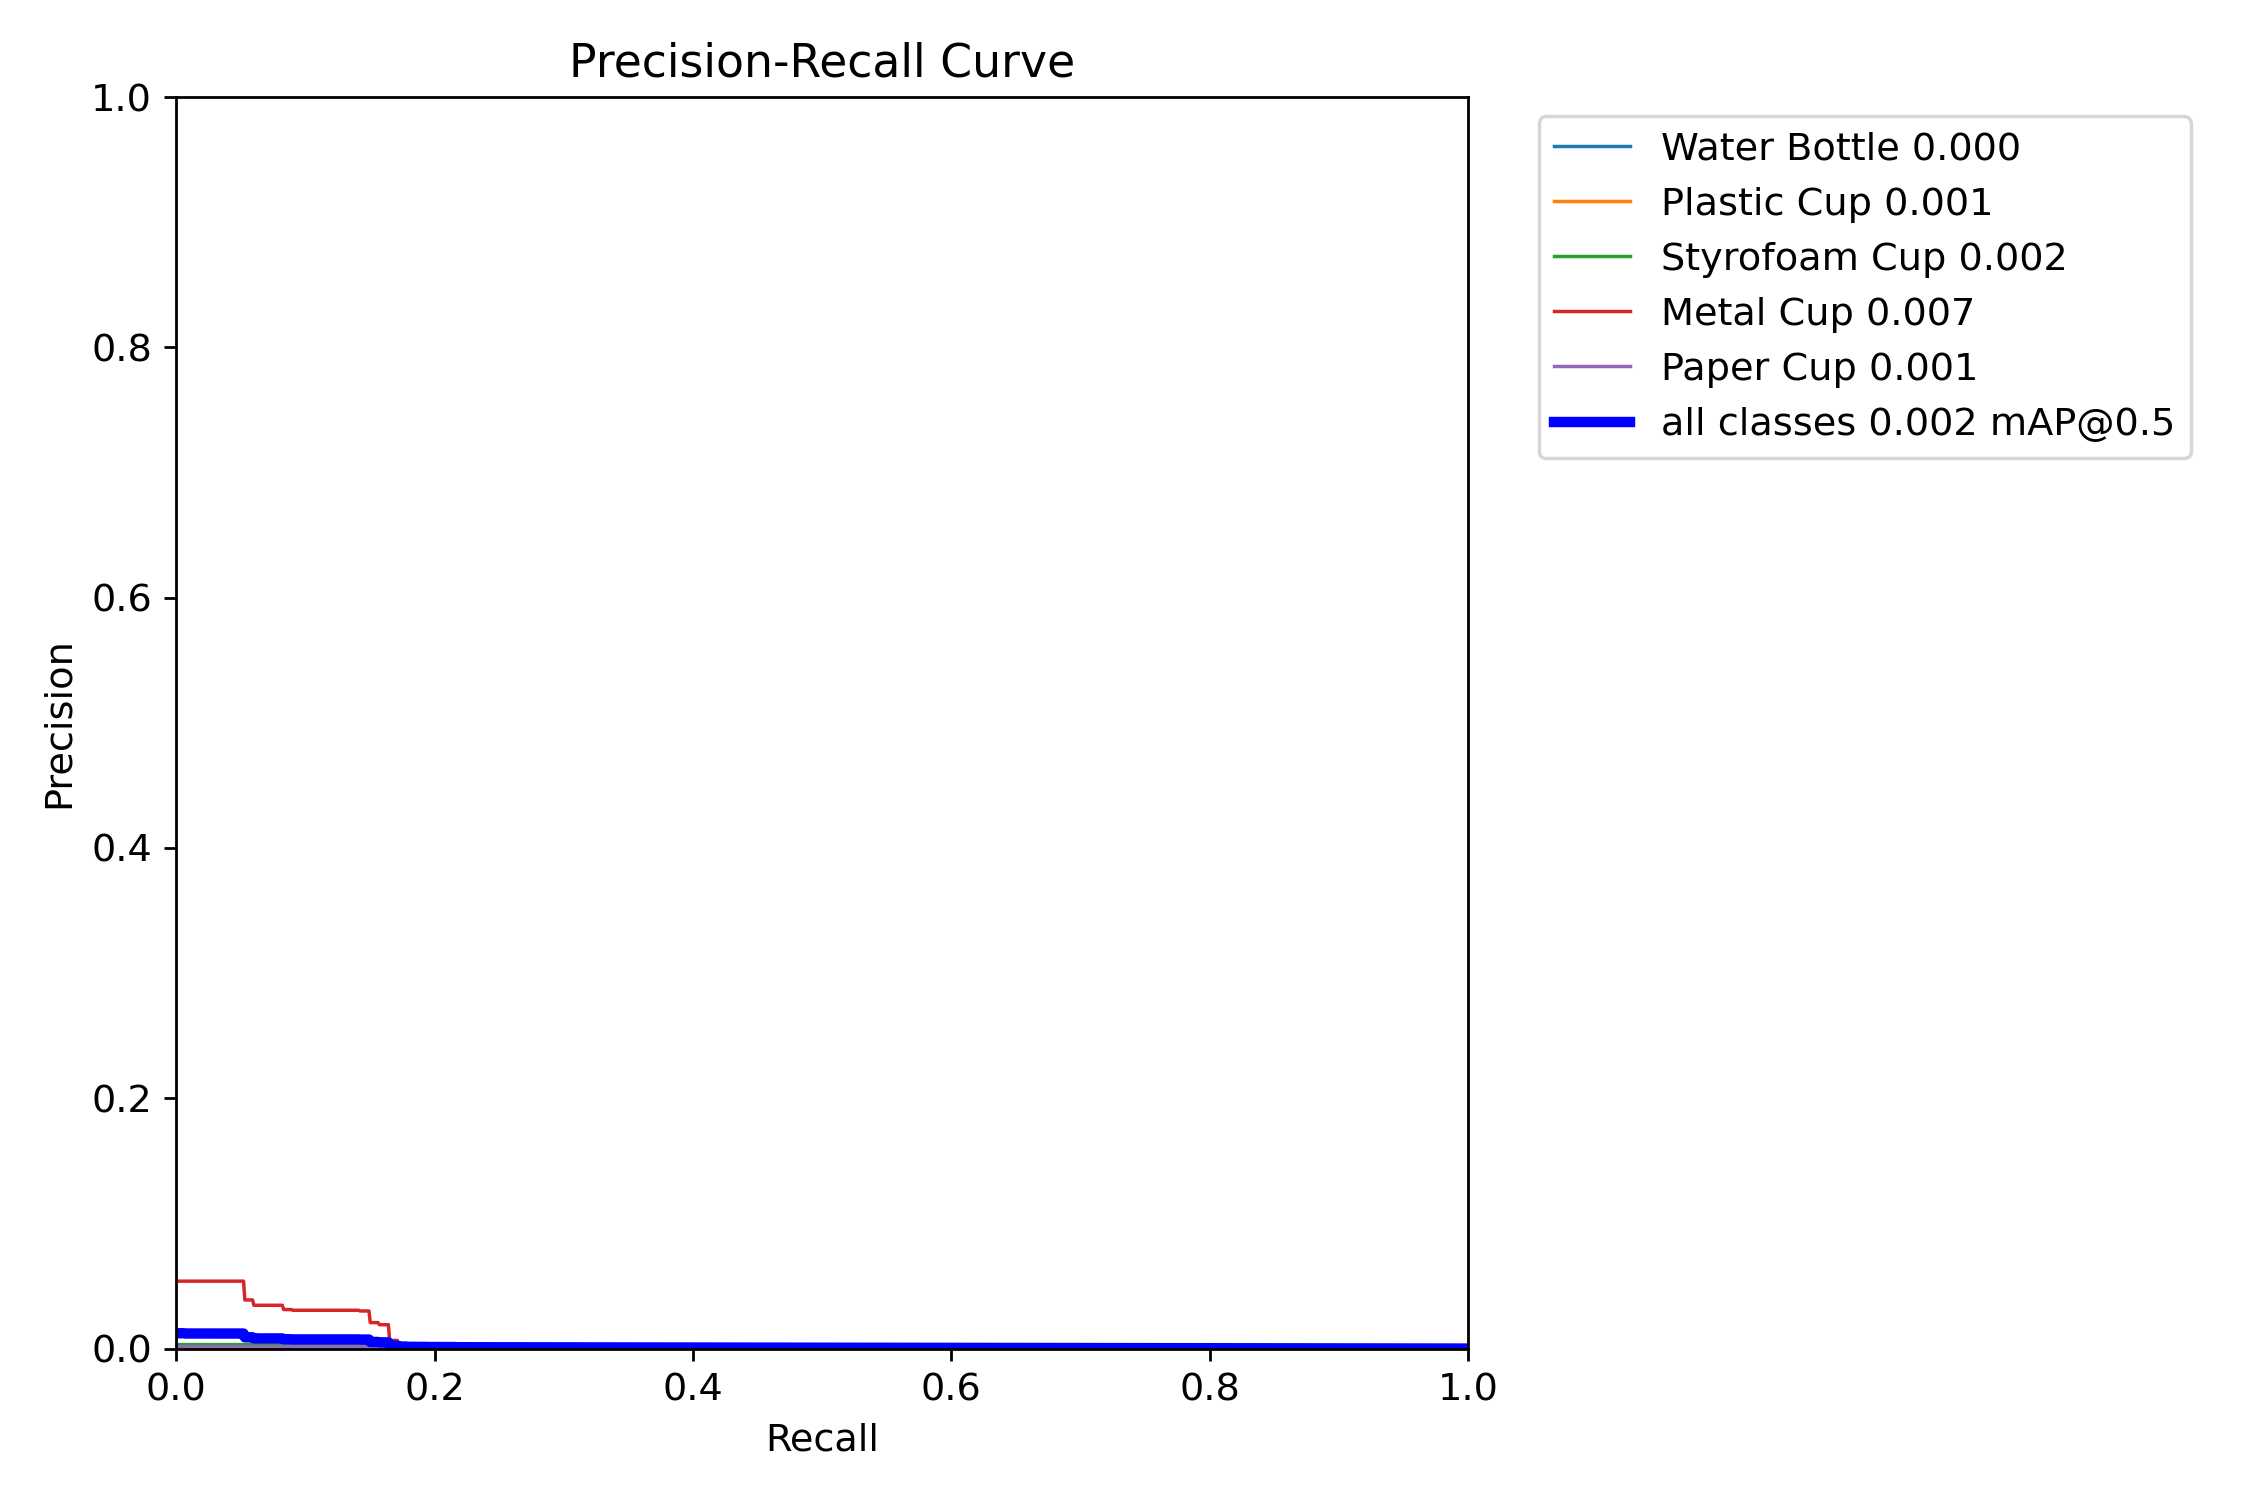 Precision-Recall Curve
1.0
0.8
0.6
0.4
0.2
0.0
Precision
0.0 0.2 0.4 0.6 0.8 1.0
Recall
Water Bottle 0.000
Plastic Cup 0.001
Styrofoam Cup 0.002
Metal Cup 0.007
Paper Cup 0.001
all classes 0.002 mAP@0.5